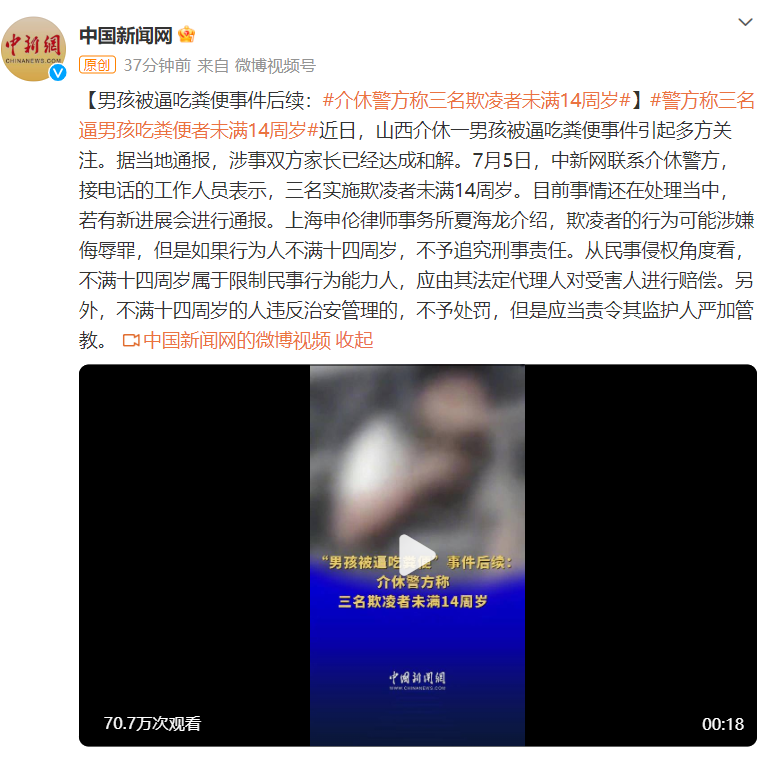 中国新闻网
中新網
CHINANEWS.COM
原创 37分钟前 来自 微博视频号
【男孩被逼吃粪便事件后续：#介休警方称三名欺凌者未满14周岁#】#警方称三名
逼男孩吃粪便者未满14周岁#近日，山西介休一男孩被逼吃粪便事件引起多方关
注。据当地通报，涉事双方家长已经达成和解。7月5日，中新网联系介休警方，
接电话的工作人员表示，三名实施欺凌者未满14周岁。目前事情还在处理当中，
若有新进展会进行通报。上海申伦律师事务所夏海龙介绍，欺凌者的行为可能涉嫌
侮辱罪，但是如果行为人不满十四周岁，不予追究刑事责任。从民事侵权角度看，
不满十四周岁属于限制民事行为能力人，应由其法定代理人对受害人进行赔偿。另
外，不满十四周岁的人违反治安管理的，不予处罚，但是应当责令其监护人严加管
教。 中国新闻网的微博视频 收起
“男孩被逼吃粪便”事件后续：
介休警方称
三名欺凌者未满14周岁
中國新聞網
WWW.CHINANEWS.COM
70.7万次观看
00:18